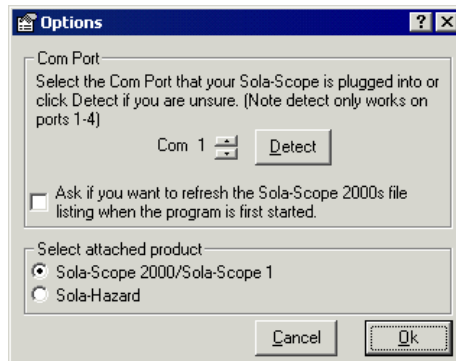 Options
Com Port
Select the Com Port that your Sola-Scope is plugged into or
click Detect if you are unsure. (Note detect only works on
ports 1-4)
Com 1
Detect
Ask if you want to refresh the Sola-Scope 2000s file
listing when the program is first started.
Select attached product
Sola-Scope 2000/Sola-Scope 1
Sola-Hazard
Cancel
Ok